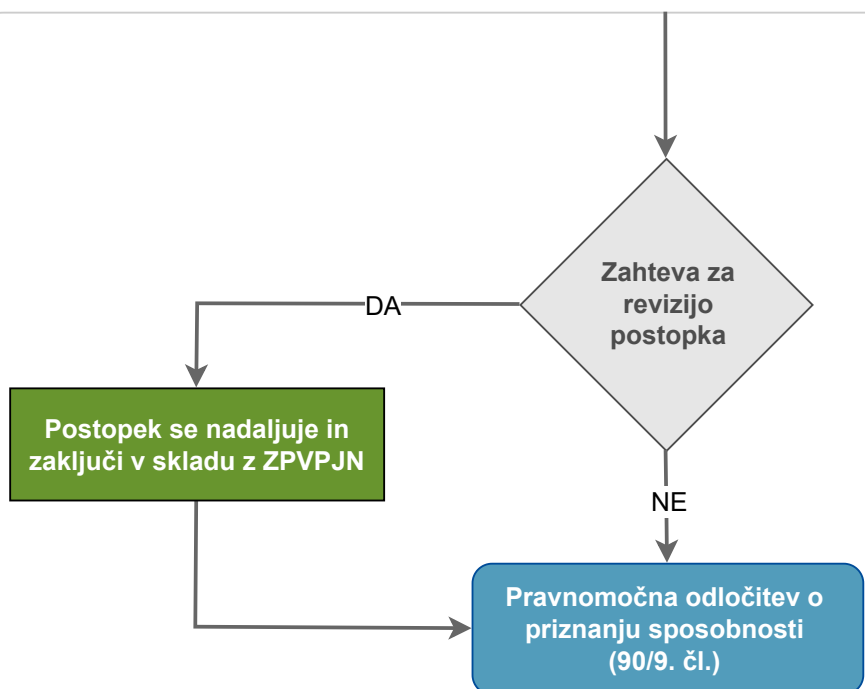 Zahteva za
revizijo
postopka
DA
Postopek se nadaljuje in
zaključi v skladu z ZPVPJN
NE
Pravnomočna odločitev o
priznanju sposobnosti
(90/9. čl.)